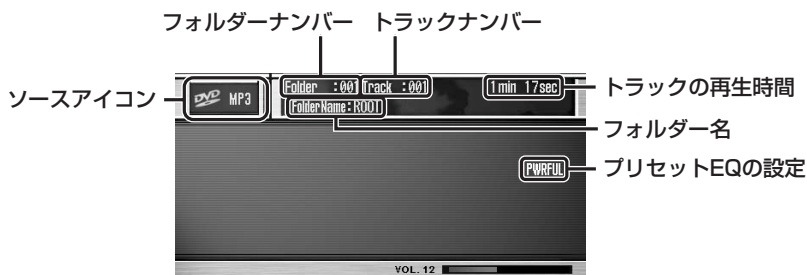 フォルダーナンバー トラックナンバー
ソースアイコン
DVD MP3
Folder :001 Track :001
1min 17sec
トラックの再生時間
FolderName:ROOT
フォルダー名
PWRFUL
プリセットEQの設定
VOL. 12